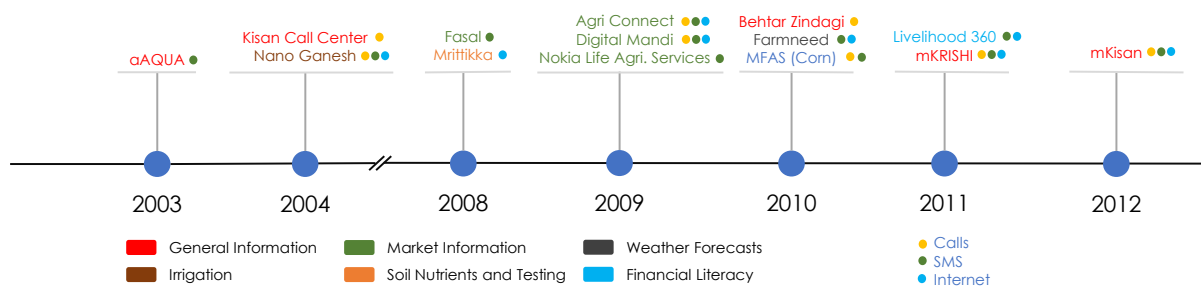 aAQUA
Kisan Call Center
Nano Ganesh
Fasal
Mrittikka
Agri Connect
Digital Mandi
Nokia Life Agri. Services
Behtar Zindagi
Farmneed
MFAS (Corn)
Livelihood 360
mKRISHI
mKisan
2003
2004
2008
2009
2010
2011
2012
General Information
Market Information
Weather Forecasts
Irrigation
Soil Nutrients and Testing
Financial Literacy
Calls
SMS
Internet